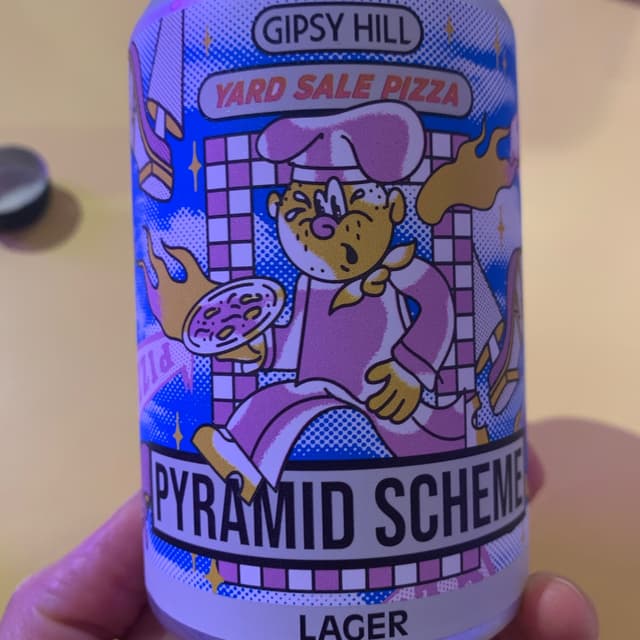 GIPSY HILL
YARD SALE PIZZA
PYRAMID SCHEME
LAGER